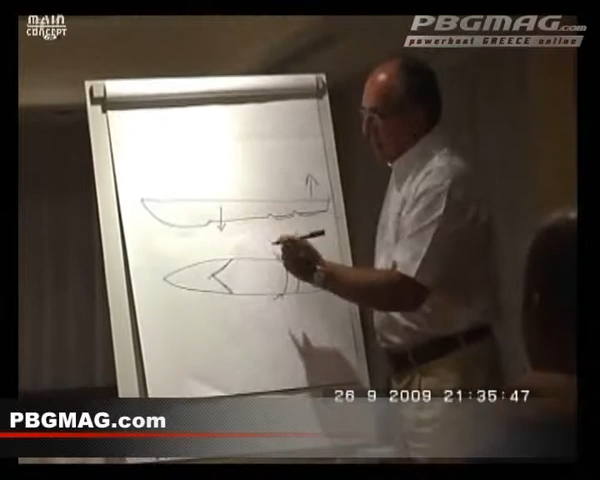 MAIN
CONCEPT
PBGMAG.com
powerboat GREECE online
26 9 2009 21:35:47
PBGMAG.com